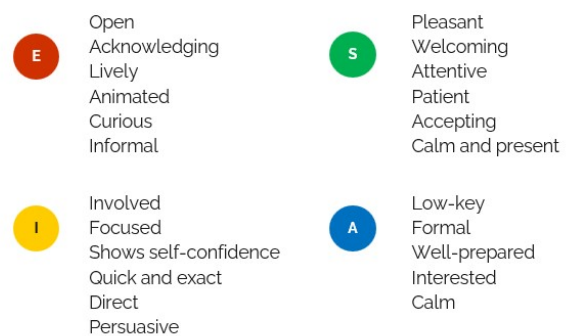 E
Open
Acknowledging
Lively
Animated
Curious
Informal
S
Pleasant
Welcoming
Attentive
Patient
Accepting
Calm and present
I
Involved
Focused
Shows self-confidence
Quick and exact
Direct
Persuasive
A
Low-key
Formal
Well-prepared
Interested
Calm